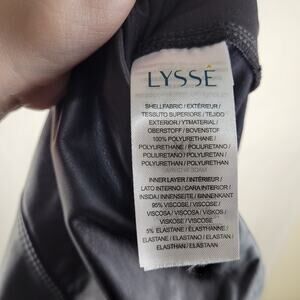 LYSSÉ
SHELLFABRIC / EXTÉRIEUR /
TESSUTO SUPERIORE / TEJIDO
EXTERIOR / YTMATERIAL /
OBERSTOFF / BOVENSTOF
100% POLYURETHANE /
POLYURETHANE / POLIURETANO /
POLIURETANO / POLYURETAN /
POLYURETHAN / POLYURETHAAN
INNER LAYER / INTÉRIEUR /
LATO INTERNO / CARA INTERIOR /
INSIDA / INNENSEITE / BINNENKANT
95% VISCOSE / VISCOSE /
VISCOSA / VISCOSA / VISKOS /
VISKOSE / VISCOSE
5% ELASTANE / ÉLASTHANNE /
ELASTANE / ELASTANO / ELASTAN /
ELASTHAN / ELASTAAN